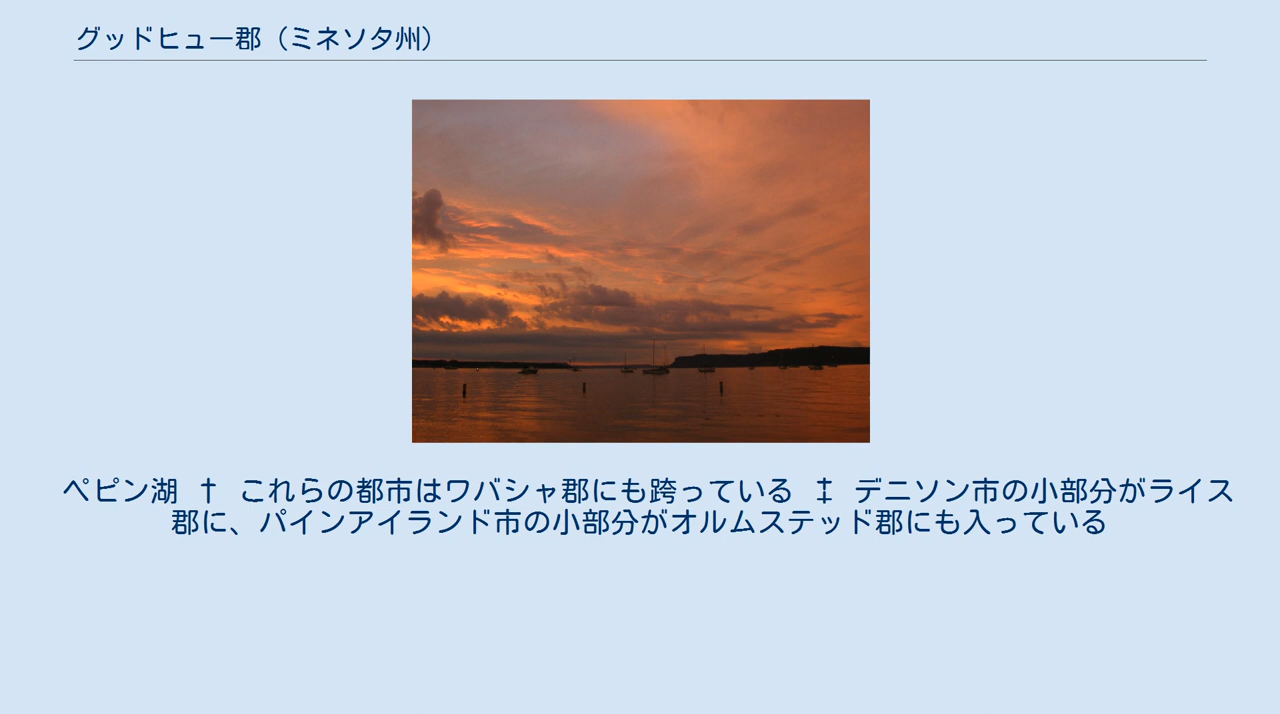 グッドヒュー郡（ミネソタ州）
ペピン湖 † これらの都市はワバシャ郡にも跨っている ‡ デニソン市の小部分がライス
郡に、パインアイランド市の小部分がオルムステッド郡にも入っている